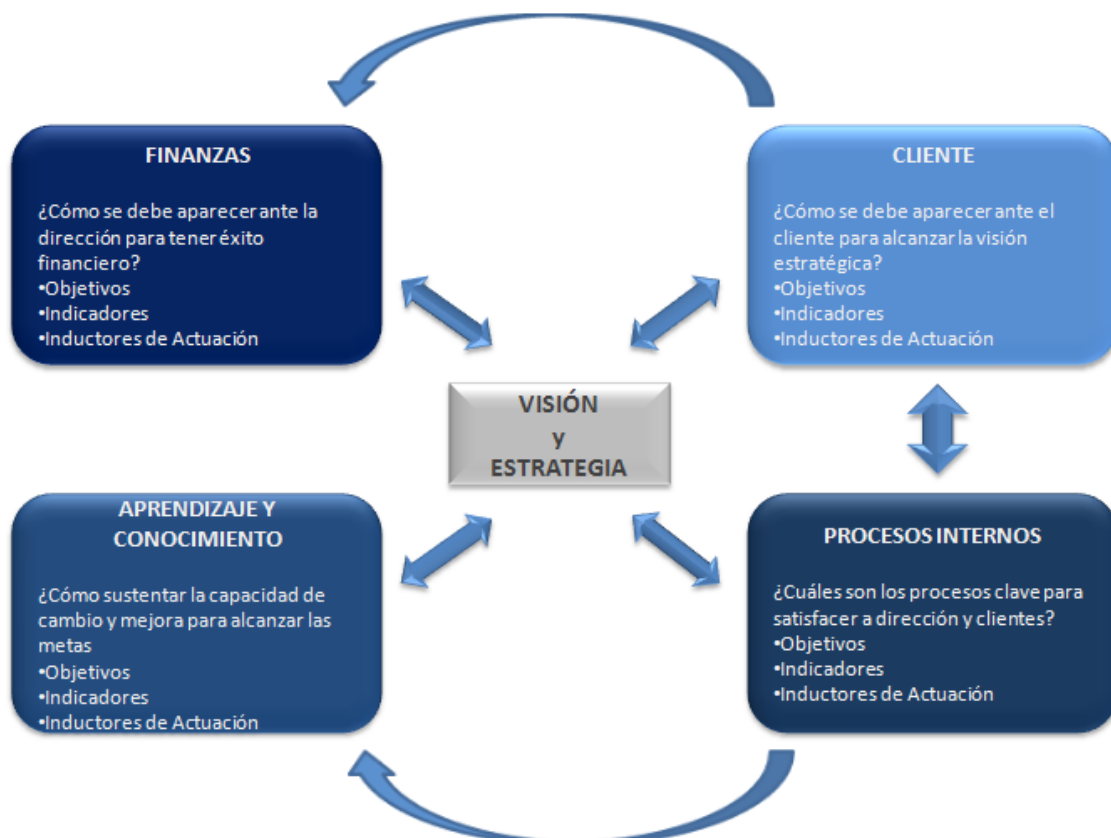 FINANZAS
¿Cómo se debe aparecer ante la
dirección para tener éxito
financiero?
•Objetivos
•Indicadores
•Inductores de Actuación
CLIENTE
¿Cómo se debe aparecer ante el
cliente para alcanzar la visión
estratégica?
•Objetivos
•Indicadores
•Inductores de Actuación
VISIÓN
y
ESTRATEGIA
APRENDIZAJE Y
CONOCIMIENTO
¿Cómo sustentar la capacidad de
cambio y mejora para alcanzar las
metas
•Objetivos
•Indicadores
•Inductores de Actuación
PROCESOS INTERNOS
¿Cuáles son los procesos clave para
satisfacer a dirección y clientes?
•Objetivos
•Indicadores
•Inductores de Actuación